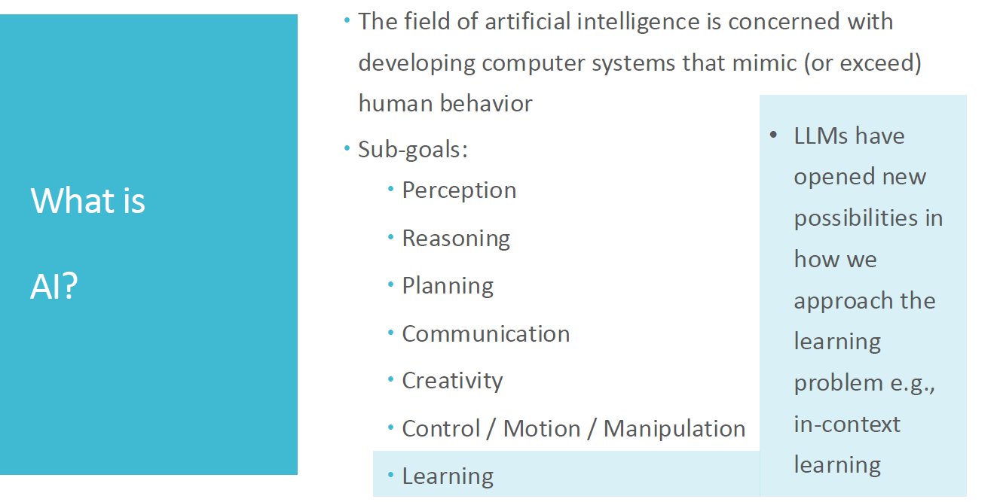 What is
AI?
• The field of artificial intelligence is concerned with
developing computer systems that mimic (or exceed)
human behavior
• Sub-goals:
• Perception
• Reasoning
• Planning
• Communication
• Creativity
• Control / Motion / Manipulation
• Learning
• LLMs have
opened new
possibilities in
how we
approach the
learning
problem e.g.,
in-context
learning